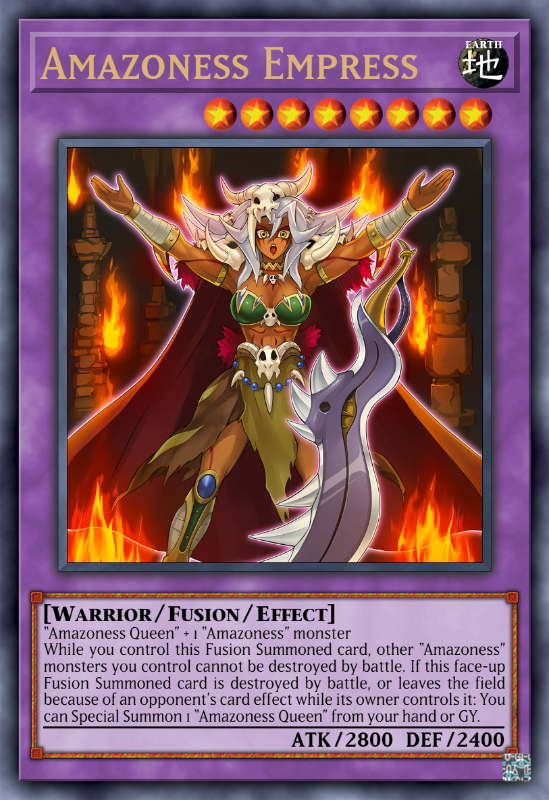 Amazoness Empress
EARTH
地
[Warrior/Fusion/Effect]
"Amazoness Queen" + 1 "Amazoness" monster
While you control this Fusion Summoned card, other "Amazoness"
monsters you control cannot be destroyed by battle. If this face-up
Fusion Summoned card is destroyed by battle, or leaves the field
because of an opponent's card effect while its owner controls it: You
can Special Summon 1 "Amazoness Queen" from your hand or GY.
ATK/2800 DEF/2400